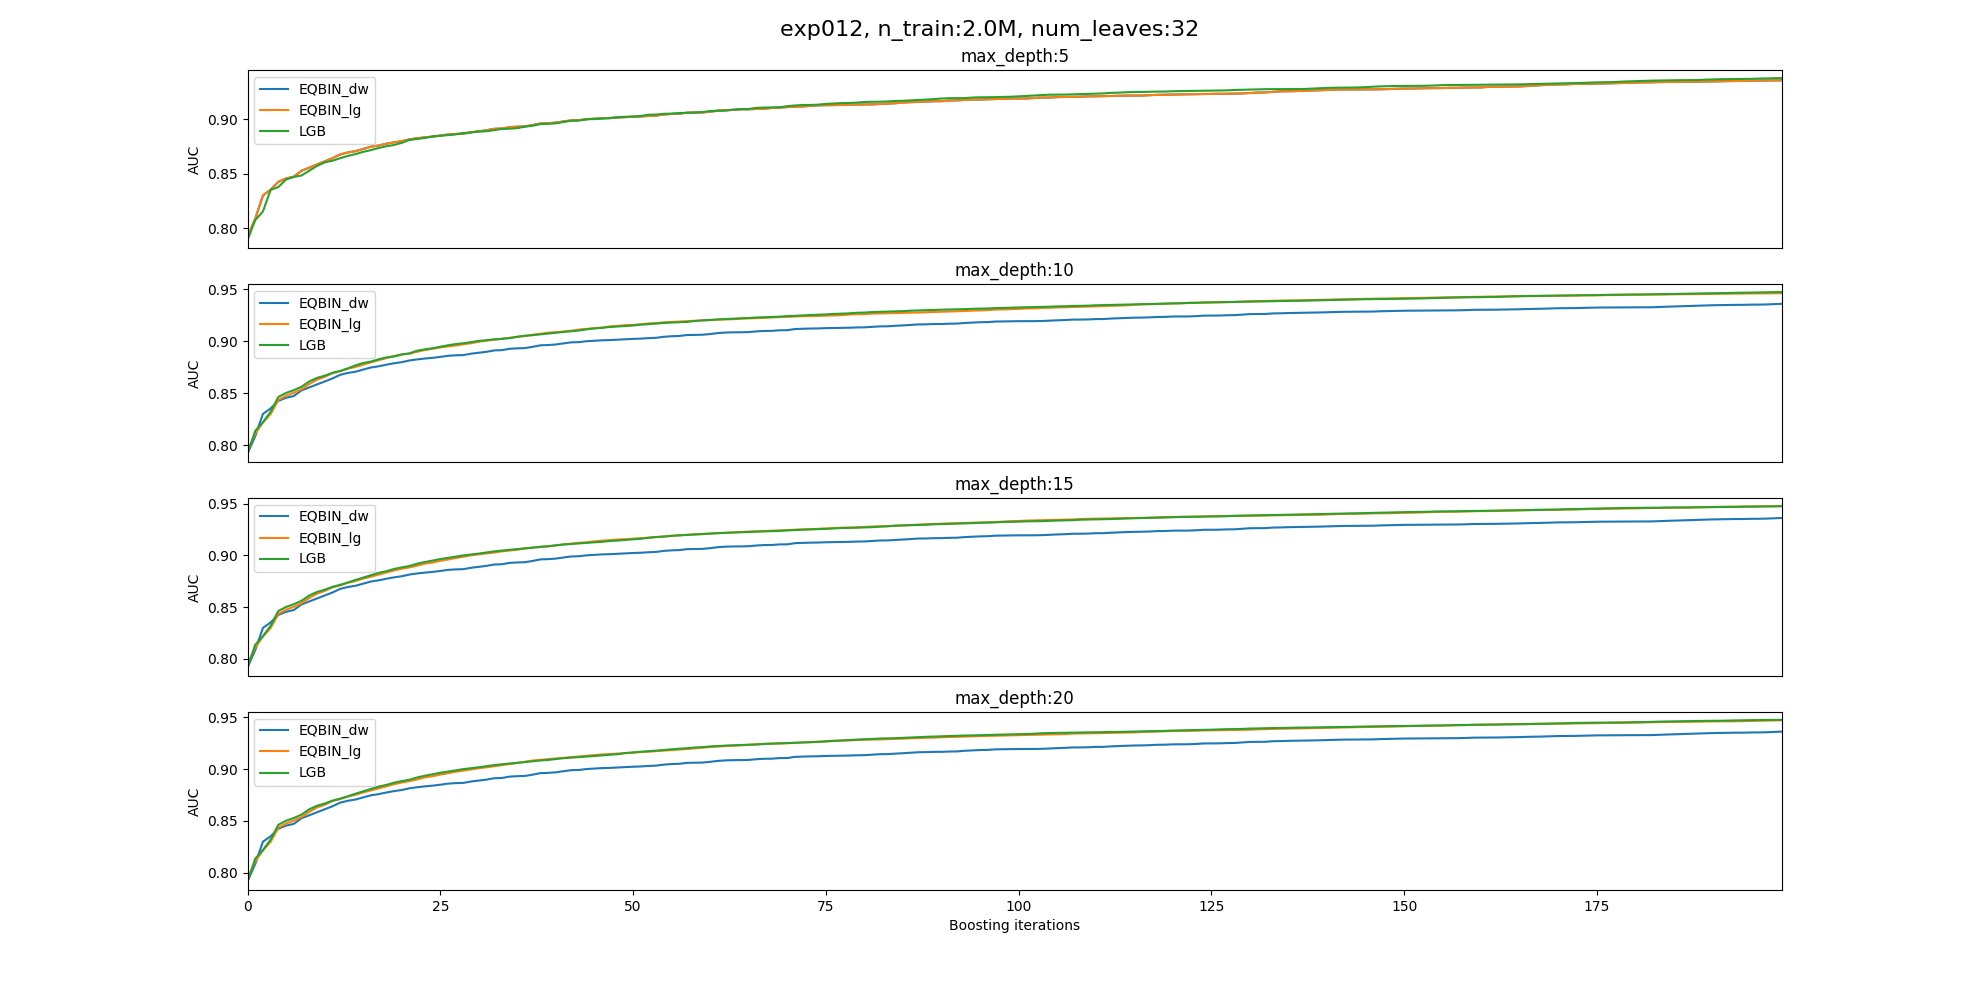 exp012, n_train:2.0M, num_leaves:32
max_depth:5
EQBIN_dw
EQBIN_lg
LGB
0.90
0.85
0.80
AUC
max_depth:10
EQBIN_dw
EQBIN_lg
LGB
0.95
0.90
0.85
0.80
AUC
max_depth:15
EQBIN_dw
EQBIN_lg
LGB
0.95
0.90
0.85
0.80
AUC
max_depth:20
EQBIN_dw
EQBIN_lg
LGB
0.95
0.90
0.85
0.80
AUC
0 25 50 75 100 125 150 175
Boosting iterations